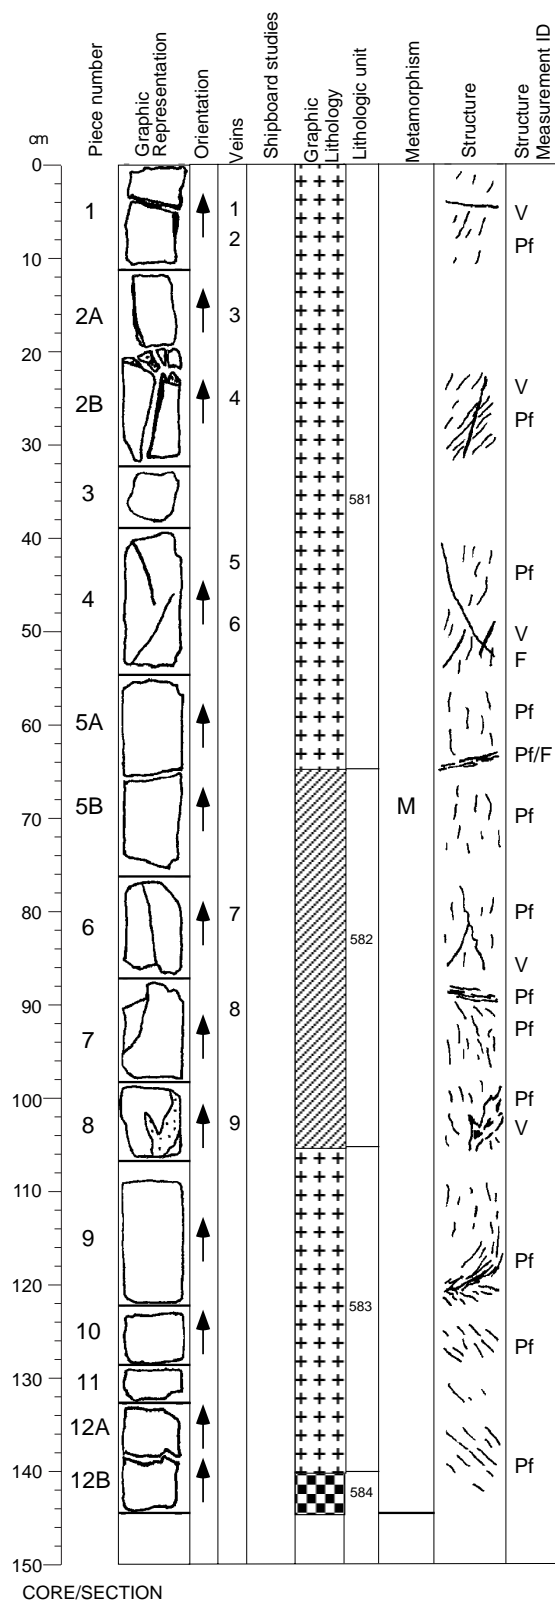 cm
Piece number
Graphic
Representation
Orientation
Veins
Shipboard studies
Graphic
Lithology
Lithologic unit
Metamorphism
Structure
Structure
Measurement ID
0
1
1
V
2
Pf
10
2A
3
20
2B
4
V
Pf
30
3
581
40
5
Pf
4
6
V
50
F
5A
Pf
60
Pf/F
5B
M
Pf
70
80
7
Pf
6
582
V
90
8
Pf
7
Pf
100
8
9
Pf
V
110
9
Pf
120
583
10
Pf
130
11
12A
140
12B
584
Pf
150
CORE/SECTION